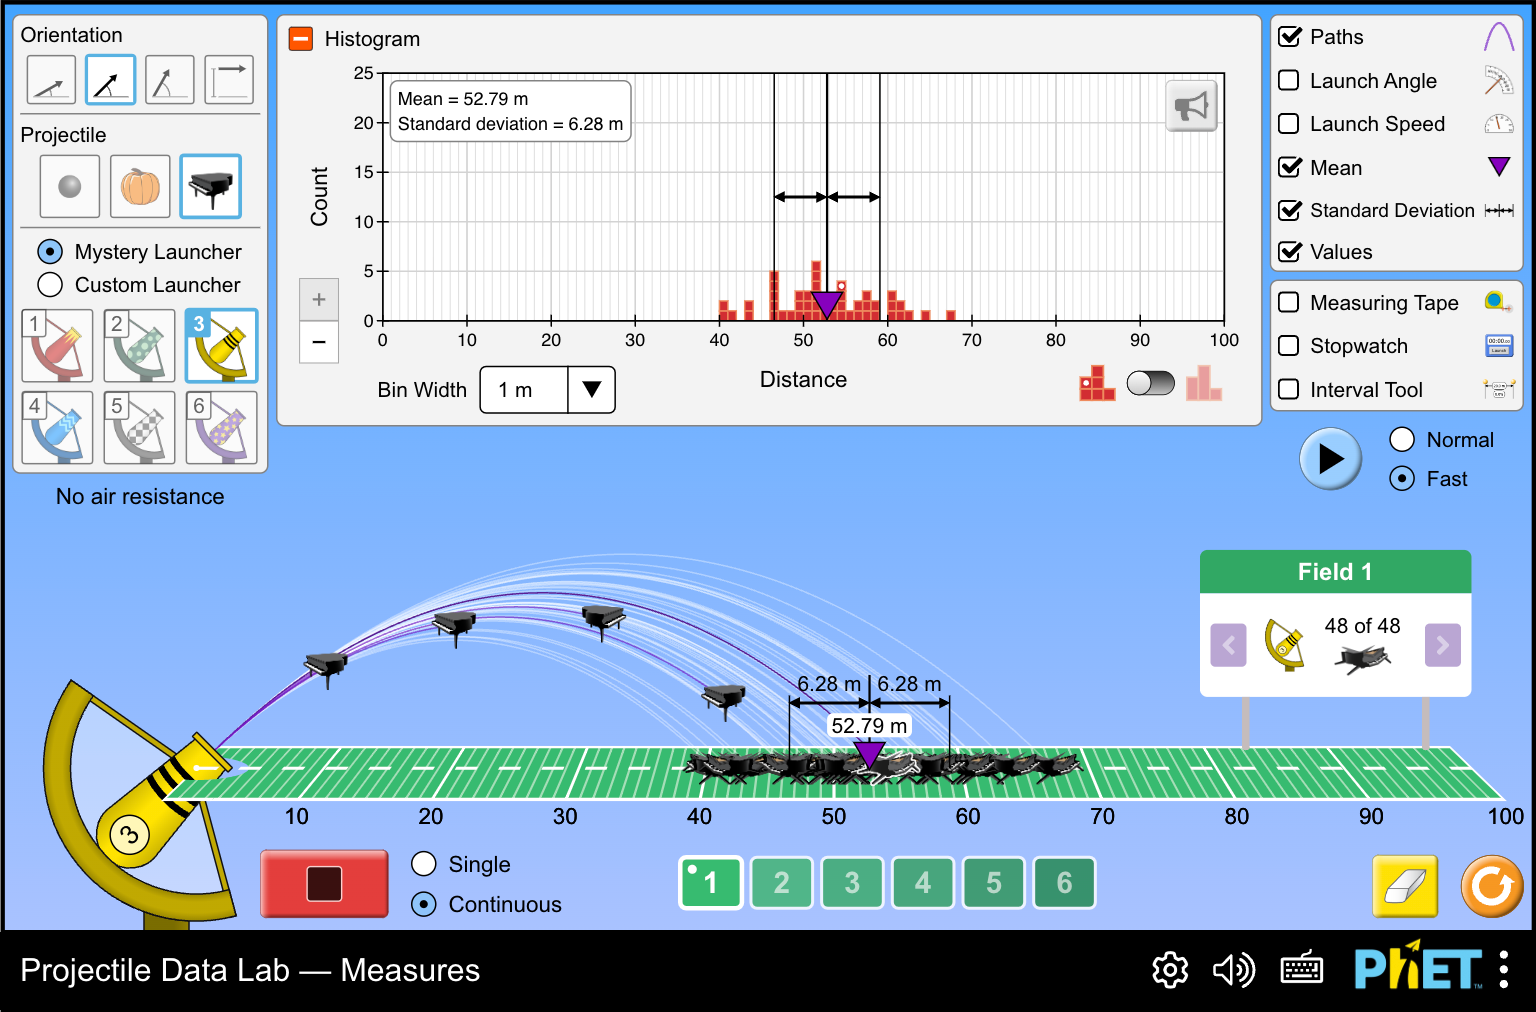 Orientation
Projectile
Mystery Launcher
Custom Launcher
1
2
3
4
5
6
No air resistance
Histogram
Mean = 52.79 m
Standard deviation = 6.28 m
Count
25
20
15
10
5
0
0 10 20 30 40 50 60 70 80 90 100
Distance
Bin Width
1 m
Paths
Launch Angle
Launch Speed
Mean
Standard Deviation
Values
Measuring Tape
Stopwatch
Interval Tool
Normal
Fast
Field 1
48 of 48
6.28 m 6.28 m
52.79 m
3
10 20 30 40 50 60 70 80 90 100
Single
Continuous
1 2 3 4 5 6
Projectile Data Lab — Measures
PhET